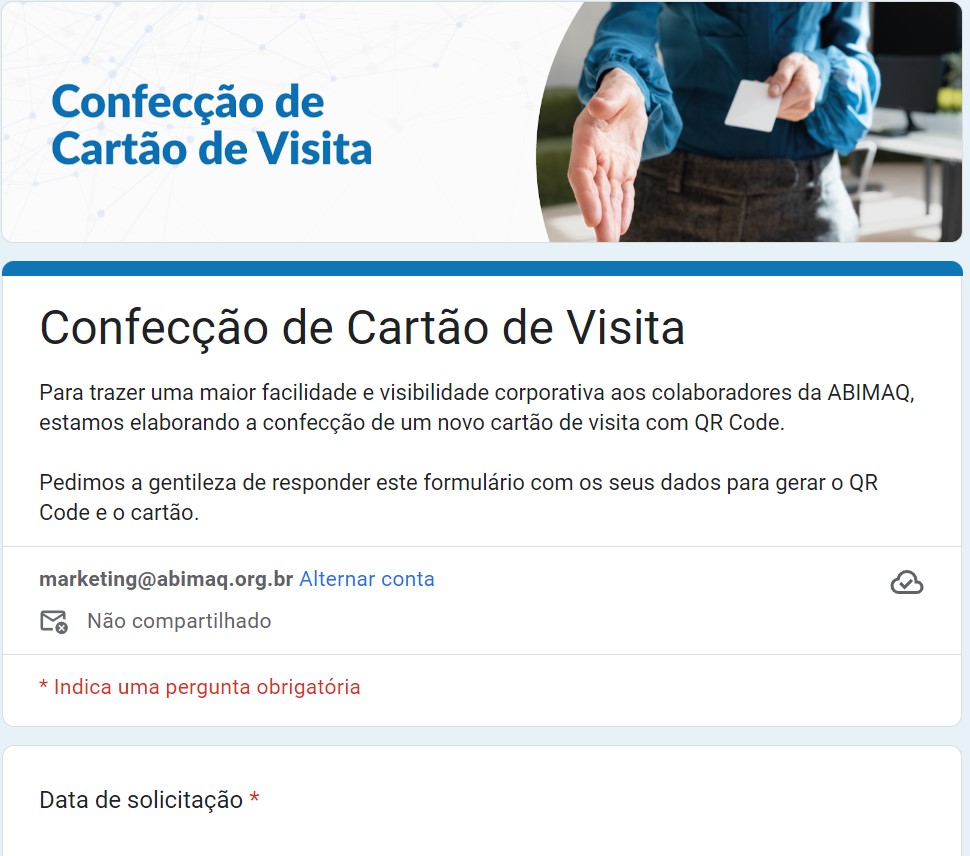 Confecção de
Cartão de Visita
Confecção de Cartão de Visita
Para trazer uma maior facilidade e visibilidade corporativa aos colaboradores da ABIMAQ,
estamos elaborando a confecção de um novo cartão de visita com QR Code.
Pedimos a gentileza de responder este formulário com os seus dados para gerar o QR
Code e o cartão.
marketing@abimaq.org.br Alternar conta
Não compartilhado
* Indica uma pergunta obrigatória
Data de solicitação *